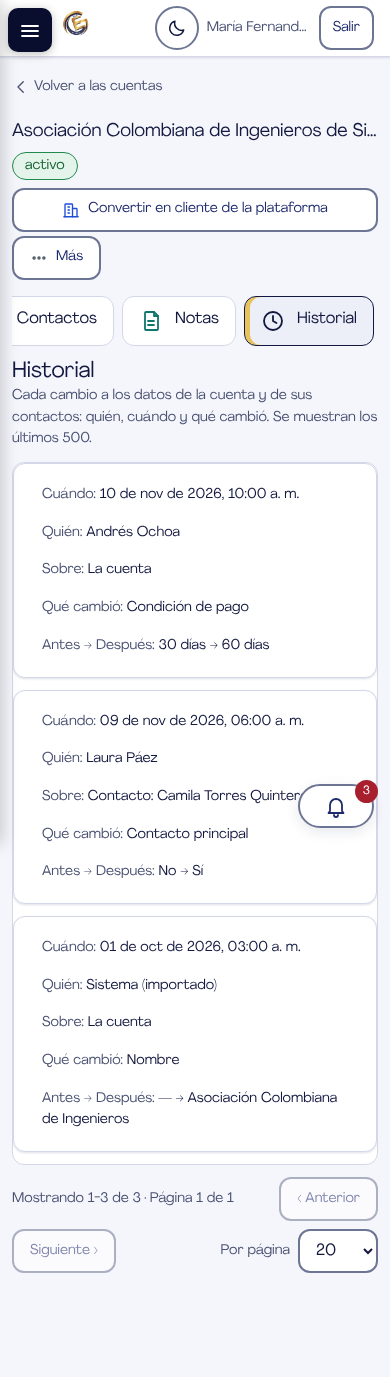 María Fernand...
Salir
Volver a las cuentas
Asociación Colombiana de Ingenieros de Si...
activo
Convertir en cliente de la plataforma
Más
Contactos
Notas
Historial
Historial
Cada cambio a los datos de la cuenta y de sus
contactos: quién, cuándo y qué cambió. Se muestran los
últimos 500.
Cuándo: 10 de nov de 2026, 10:00 a. m.
Quién: Andrés Ochoa
Sobre: La cuenta
Qué cambió: Condición de pago
Antes → Después: 30 días → 60 días
Cuándo: 09 de nov de 2026, 06:00 a. m.
Quién: Laura Páez
Sobre: Contacto: Camila Torres Quinter
3
Qué cambió: Contacto principal
Antes → Después: No → Sí
Cuándo: 01 de oct de 2026, 03:00 a. m.
Quién: Sistema (importado)
Sobre: La cuenta
Qué cambió: Nombre
Antes → Después: — → Asociación Colombiana
de Ingenieros
Mostrando 1-3 de 3 · Página 1 de 1
‹ Anterior
Siguiente ›
Por página
20